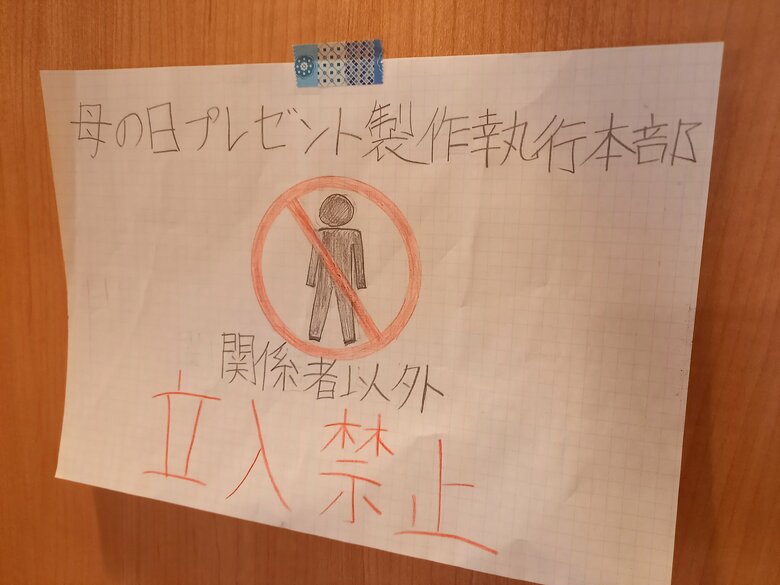 母の日プレゼント製作執行本部
関係者以外
立入禁止